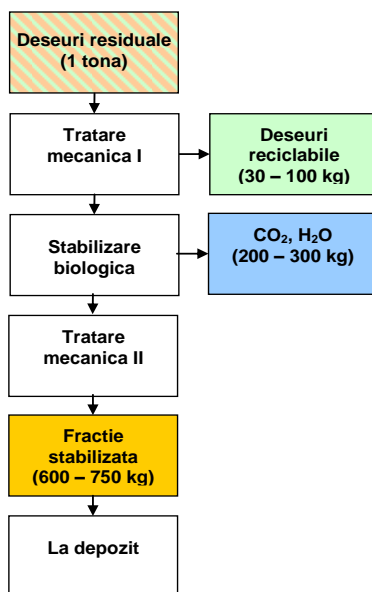 Deseuri residuale
(1 tona)
Tratare
mecanica I
Deseuri
reciclabile
(30 – 100 kg)
Stabilizare
biologica
CO₂, H₂O
(200 – 300 kg)
Tratare
mecanica II
Fractie
stabilizata
(600 – 750 kg)
La depozit